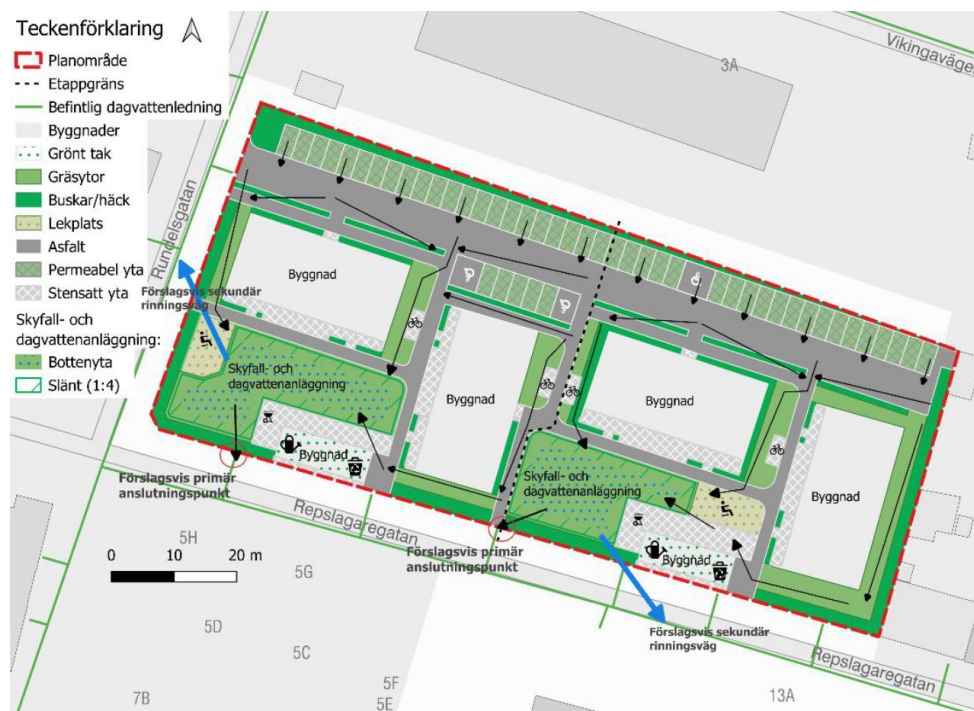 Teckenförklaring
Planområde
Etappgräns
Befintlig dagvattenledning
Byggnader
Grönt tak
Gräsytor
Buskar/häck
Lekplats
Asfalt
Permeabel yta
Stensatt yta
Skyfall- och
dagvattenanläggning:
Bottenyta
Slänt (1:4)
Vikingavägen
3A
Rundelsgatan
Förslagsvis sekundär
rinningsväg
Byggnad
Byggnad
Byggnad
Byggnad
Skyfall- och
dagvattenanläggning
Byggnad
Skyfall- och
dagvattenanläggning
Byggnad
Förslagsvis primär
anslutningspunkt
Förslagsvis primär
anslutningspunkt
Förslagsvis sekundär
rinningsväg
Repslagaregatan
Repslagaregatan
0 10 20 m
5H
5G
5D
5C
5F
5E
7B
13A